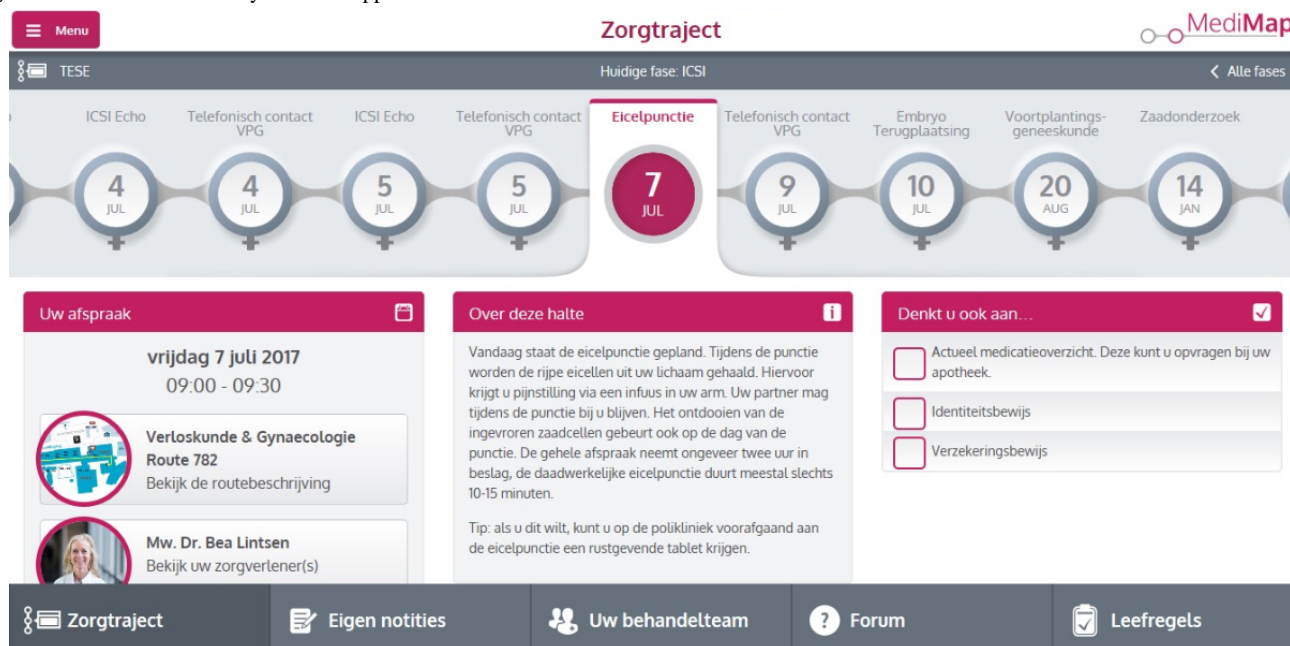 Menu
Zorgtraject
MediMap
TESE
Huidige fase: ICSI
Alle fases
ICSI Echo
Telefonisch contact
VPG
ICSI Echo
Telefonisch contact
VPG
Eicelpunctie
Telefonisch contact
VPG
Embryo
Terugplaatsing
Voortplantings-
geneeskunde
Zaadonderzoek
4
JUL
4
JUL
5
JUL
5
JUL
7
JUL
9
JUL
10
JUL
20
AUG
14
JAN
Uw afspraak
vrijdag 7 juli 2017
09:00 - 09:30
Verloskunde & Gynaecologie
Route 782
Bekijk de routebeschrijving
Mw. Dr. Bea Lintsen
Bekijk uw zorgverlener(s)
Over deze halte
Vandaag staat de eicelpunctie gepland. Tijdens de punctie
worden de rijpe eicellen uit uw lichaam gehaald. Hiervoor
krijgt u pijnstilling via een infuus in uw arm. Uw partner mag
tijdens de punctie bij u blijven. Het ontdooien van de
ingevroren zaadcellen gebeurt ook op de dag van de
punctie. De gehele afspraak neemt ongeveer twee uur in
beslag, de daadwerkelijke eicelpunctie duurt meestal slechts
10-15 minuten.
Tip: als u dit wilt, kunt u op de polikliniek voorafgaand aan
de eicelpunctie een rustgevende tablet krijgen.
Denkt u ook aan...
Actueel medicatieoverzicht. Deze kunt u opvragen bij uw
apotheek.
Identiteitsbewijs
Verzekeringsbewijs
Zorgtraject
Eigen notities
Uw behandelteam
Forum
Leefregels